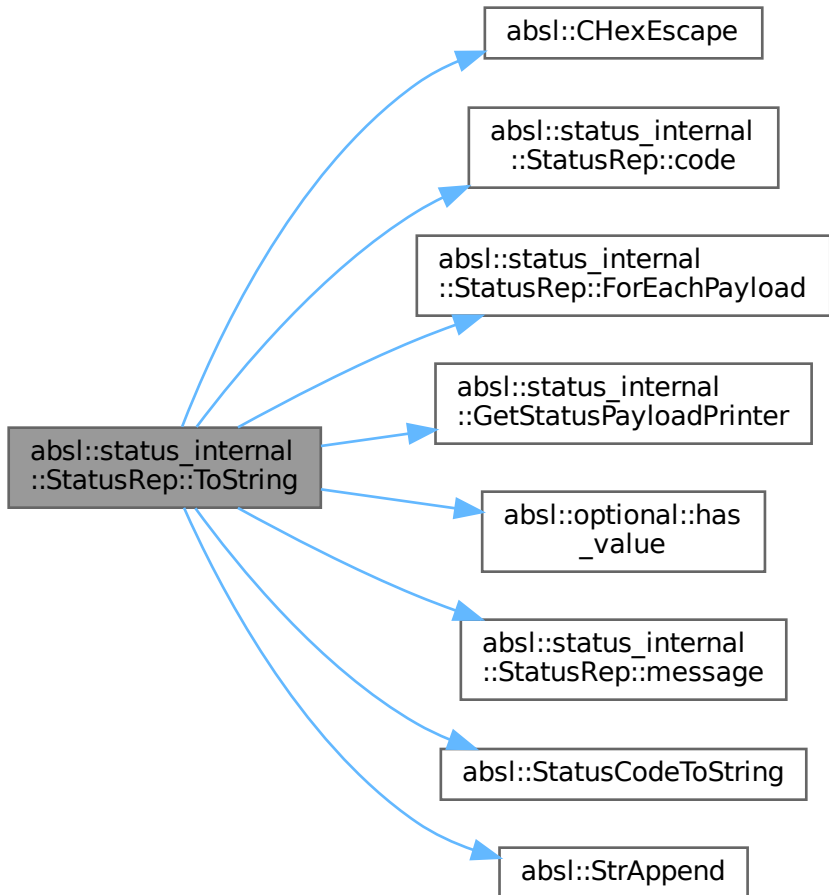 absl::CHexEscape
absl::status_internal
::StatusRep::code
absl::status_internal
::StatusRep::ForEachPayload
absl::status_internal
::GetStatusPayloadPrinter
absl::status_internal
::StatusRep::ToString
absl::optional::has
_value
absl::status_internal
::StatusRep::message
absl::StatusCodeToString
absl::StrAppend